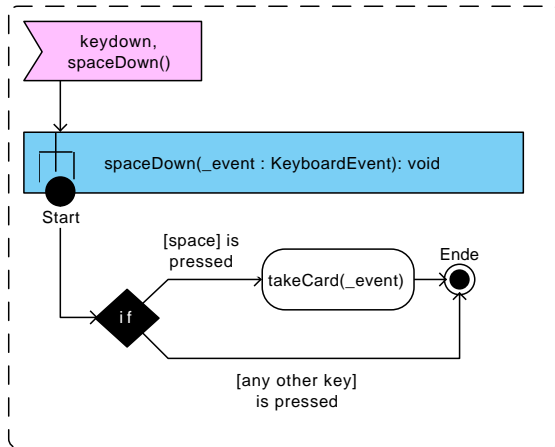 keydown,
spaceDown()
spaceDown(_event : KeyboardEvent): void
Start
[space] is
pressed
Ende
takeCard(_event)
if
[any other key]
is pressed